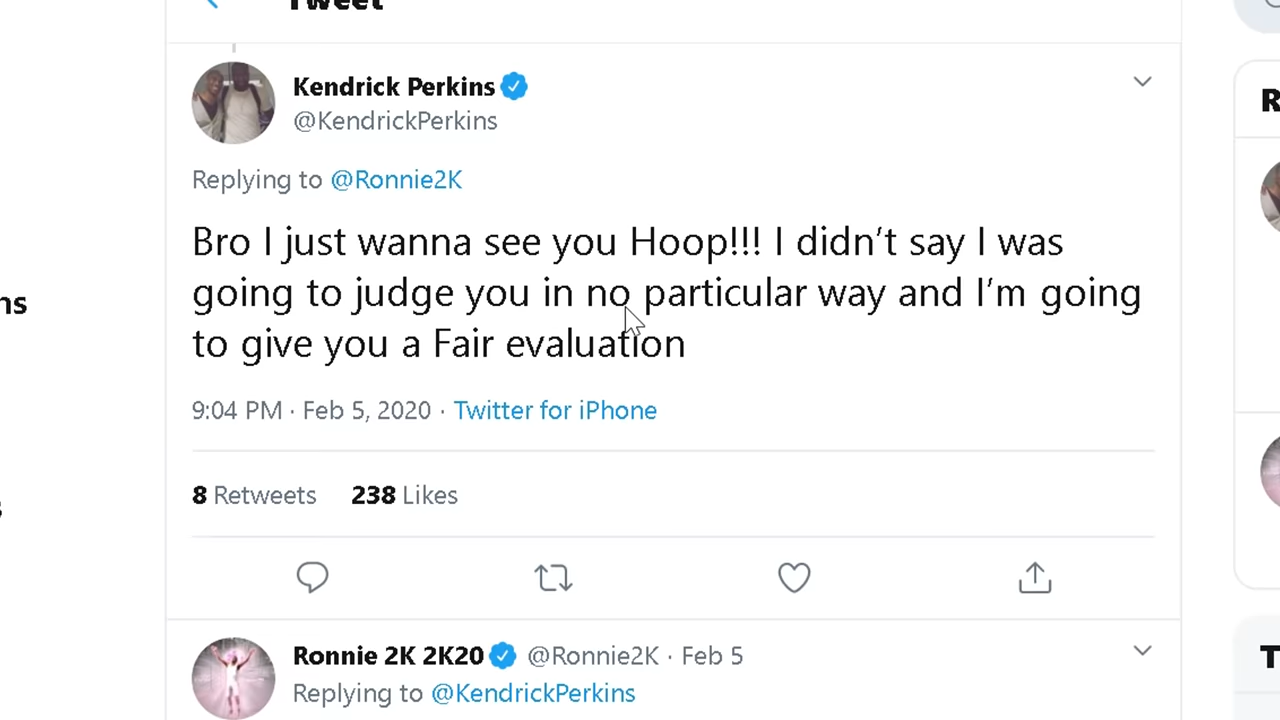 Tweet
Kendrick Perkins
@KendrickPerkins
Replying to @Ronnie2K
Bro I just wanna see you Hoop!!! I didn’t say I was
going to judge you in no particular way and I’m going
to give you a Fair evaluation
9:04 PM · Feb 5, 2020 · Twitter for iPhone
8 Retweets 238 Likes
Ronnie 2K 2K20 @Ronnie2K · Feb 5
Replying to @KendrickPerkins